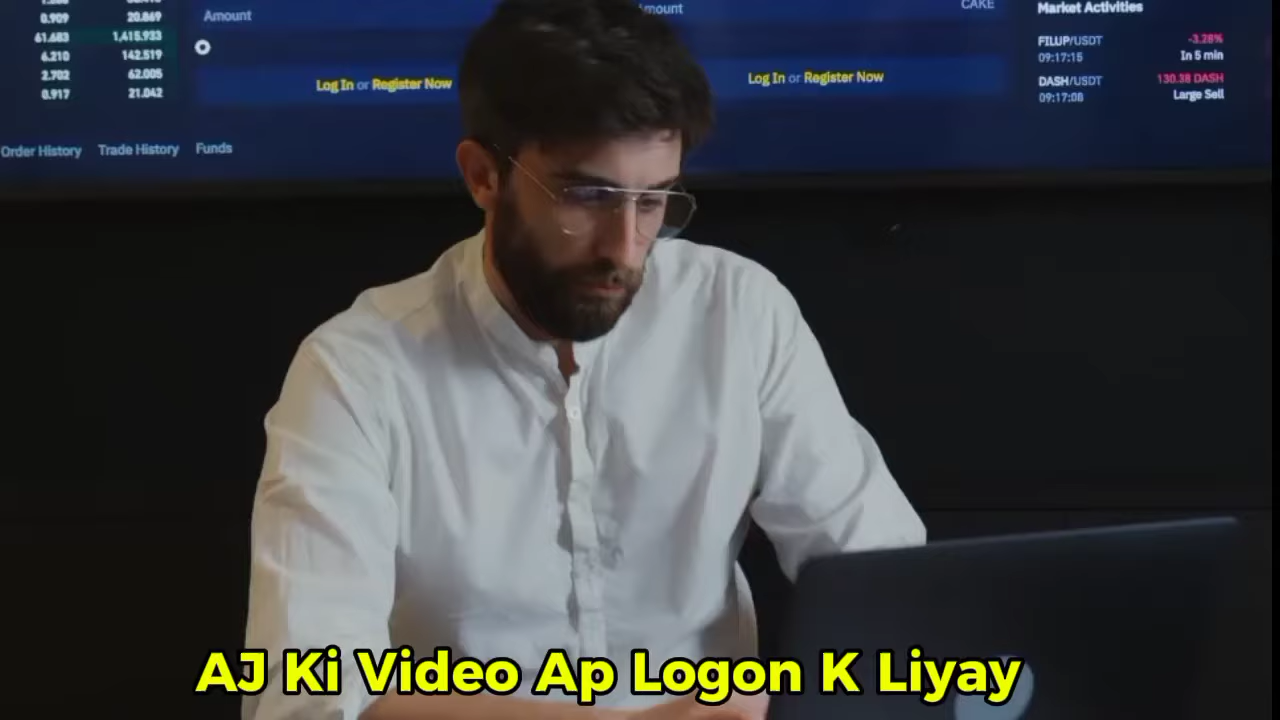 0.909 20.869
61.683 1,415.933
6.210 142.519
2.702 62.005
0.917 21.042
Order History Trade History Funds
Amount
Log In or Register Now
CAKE
Log In or Register Now
Market Activities
FILUP/USDT -3.28%
09:17:15 In 5 min
DASH/USDT 130.38 DASH
09:17:08 Large Sell
AJ Ki Video Ap Logon K Liyay